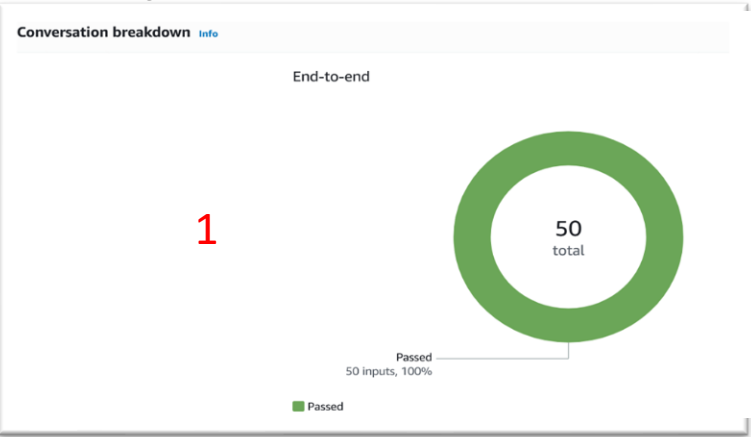 Conversation breakdown Info
End-to-end
1
50
total
Passed
50 inputs, 100%
Passed